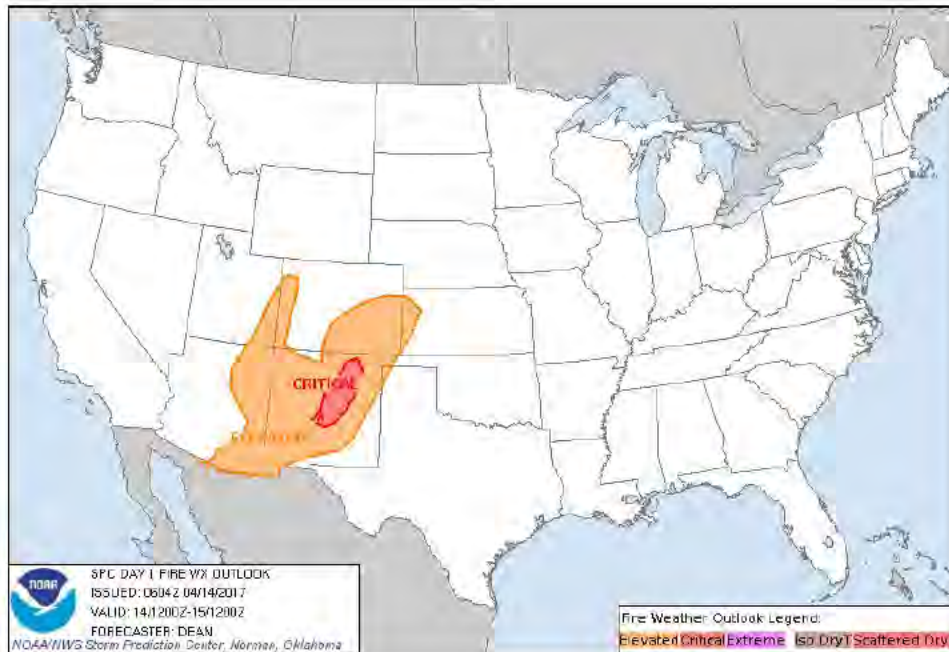 CRITICAL
NOAA
SPC DAY 1 FIRE WX OUTLOOK
ISSUED: 0604Z 04/14/2017
VALID: 14/1200Z-15/1200Z
FORECASTER: DEAN
NOAA/NWS Storm Prediction Center, Norman, Oklahoma
Fire Weather Outlook Legend:
Elevated Critical Extreme Iso DryT Scattered Dry